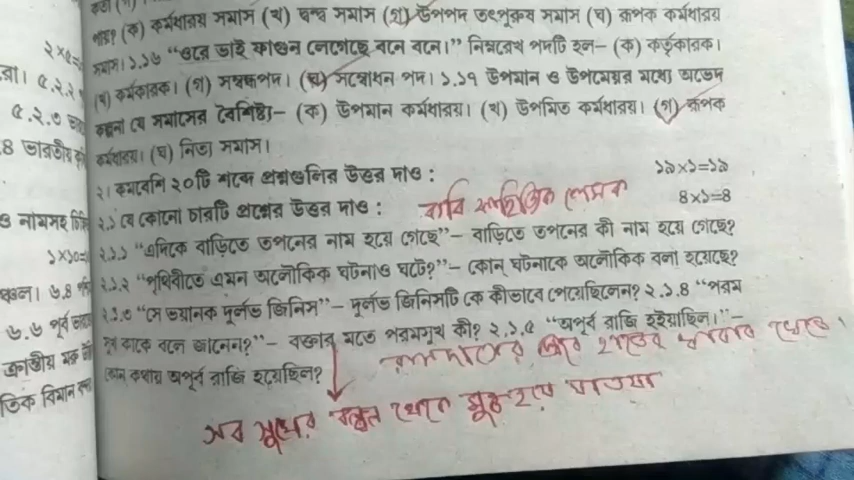 ২×৫=
কর্মধারয় সমাস (খ) দ্বন্দ্ব সমাস (গ) উপপদ তৎপুরুষ সমাস (ঘ) রূপক কর্মধারয়
সমাস। ১.১৬ “ওরে ভাই ফাগুন লেগেছে বনে বনে।” নিম্নরেখ পদটি হল– (ক) কর্তৃকারক।
(খ) কর্মকারক। (গ) সম্বন্ধপদ। (ঘ) সম্বোধন পদ। ১.১৭ উপমান ও উপমেয়র মধ্যে অভেদ
কল্পনা যে সমাসের বৈশিষ্ট্য– (ক) উপমান কর্মধারয়। (খ) উপমিত কর্মধারয়। (গ) রূপক
কর্মধারয়। (ঘ) নিত্য সমাস।
২। কমবেশি ২০টি শব্দে প্রশ্নগুলির উত্তর দাও : ১৯×১=১৯
২.১ যে কোনো চারটি প্রশ্নের উত্তর দাও : লেখক ৪×১=৪
২.১.১ “এদিকে বাড়িতে তপনের নাম হয়ে গেছে”– বাড়িতে তপনের কী নাম হয়ে গেছে?
২.১.২ “পৃথিবীতে এমন অলৌকিক ঘটনাও ঘটে?”– কোন্ ঘটনাকে অলৌকিক বলা হয়েছে?
২.১.৩ “সে ভয়ানক দুর্লভ জিনিস”– দুর্লভ জিনিসটি কে কীভাবে পেয়েছিলেন? ২.১.৪ “পরম
সুখ কাকে বলে জানেন?”– বক্তার মতে পরমসুখ কী? ২.১.৫ “অপূর্ব রাজি হইয়াছিল।”–
কোন কথায় অপূর্ব রাজি হয়েছিল? খাবার খেতে
সব সুখের থেকে মুক্ত হয়ে যাওয়া